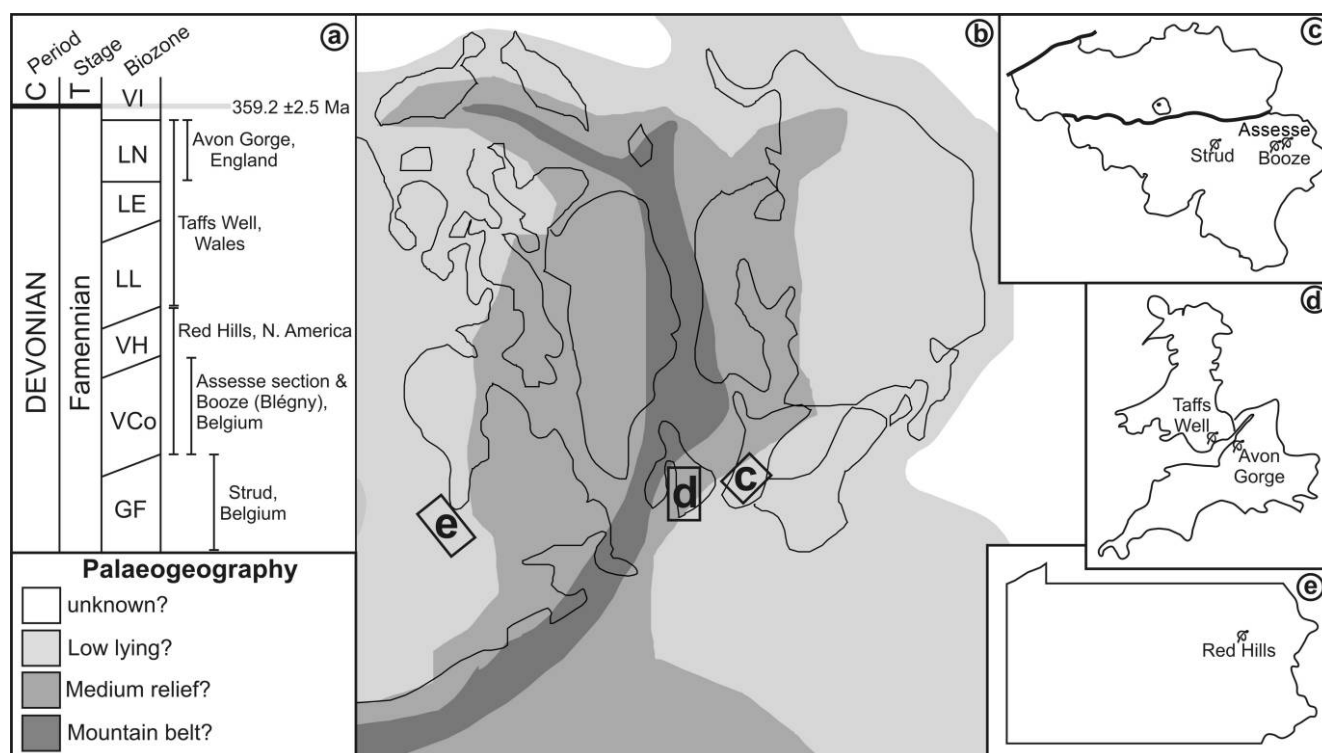 a
Period
Stage
Biozone
C
T
VI
359.2 ±2.5 Ma
LN
Avon Gorge,
England
LE
Taffs Well,
Wales
LL
DEVONIAN
Famennian
VH
Red Hills, N. America
VCo
Assesse section &
Booze (Blégny),
Belgium
GF
Strud,
Belgium
Palaeogeography
unknown?
Low lying?
Medium relief?
Mountain belt?
b
e
d
c
c
Assesse
Strud
Booze
d
Taffs
Well
Avon
Gorge
e
Red Hills